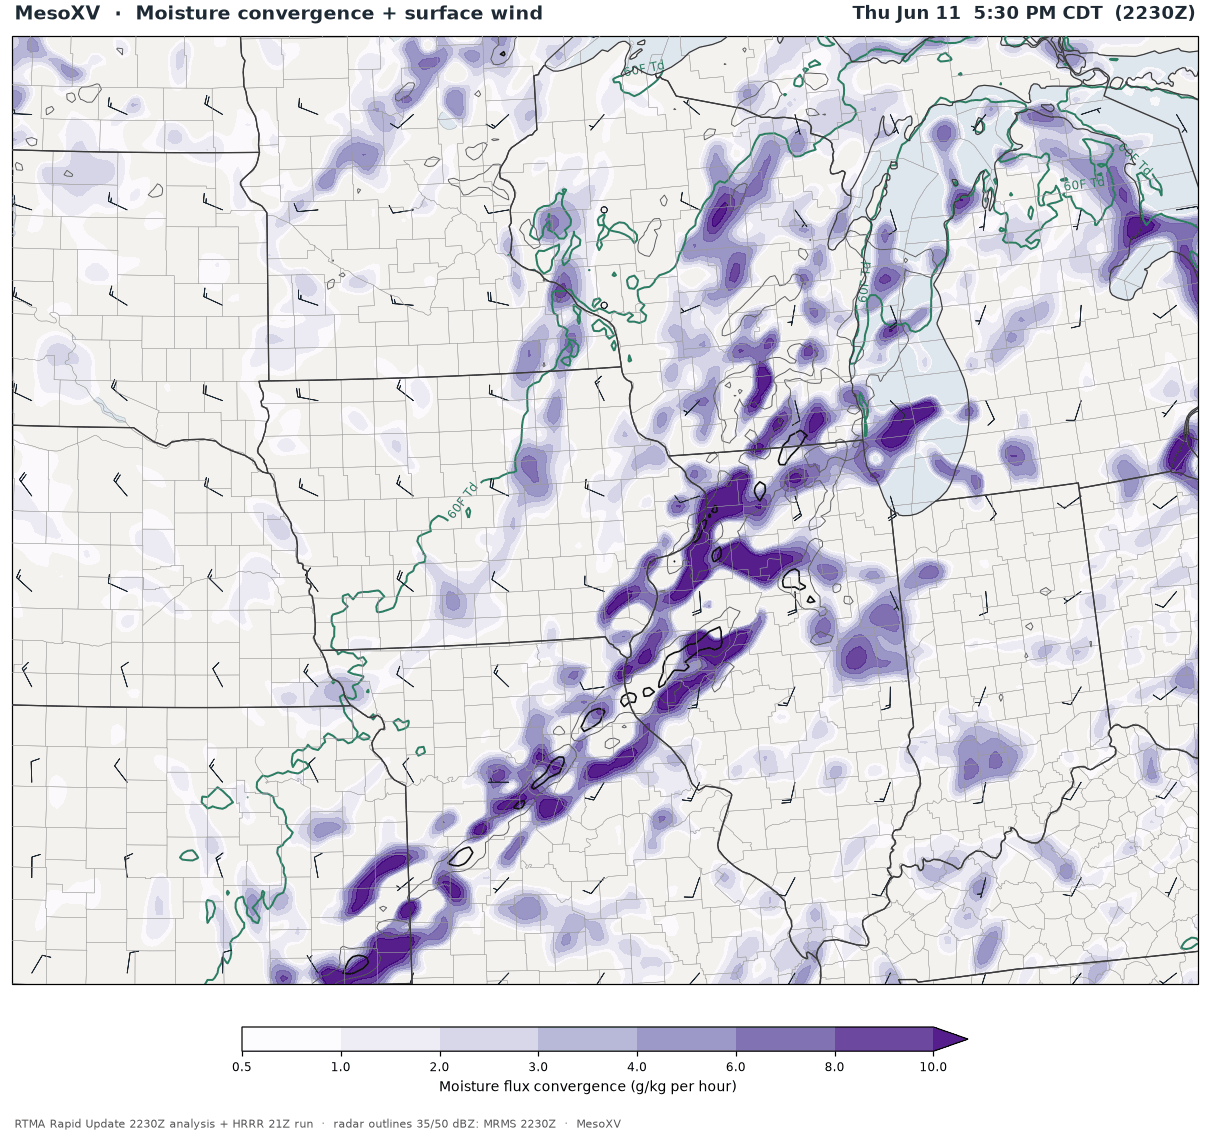 MesoXV · Moisture convergence + surface wind
Thu Jun 11 5:30 PM CDT (2230Z)
60F Td
60F Td
60F Td
60F Td
60F Td
0.5 1.0 2.0 3.0 4.0 6.0 8.0 10.0
Moisture flux convergence (g/kg per hour)
RTMA Rapid Update 2230Z analysis + HRRR 21Z run · radar outlines 35/50 dBZ: MRMS 2230Z · MesoXV